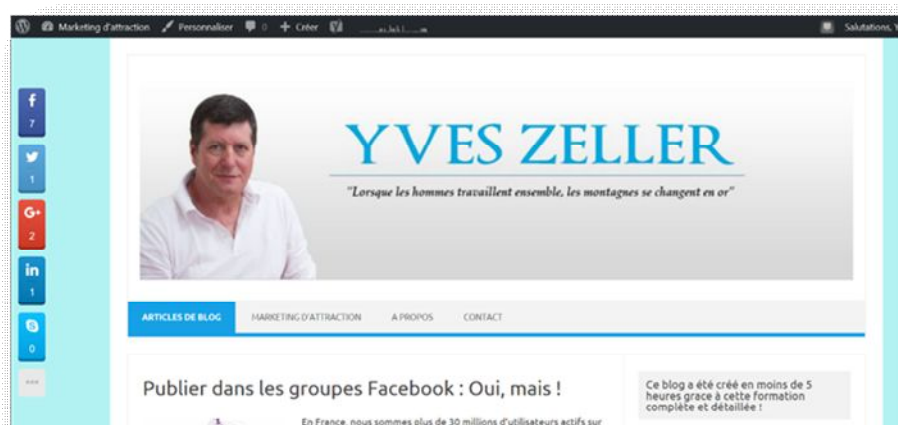 Marketing d'attraction Personnaliser 0 Créer Salutations, Y
f
7
1
G+
2
in
1
0
YVES ZELLER
"Lorsque les hommes travaillent ensemble, les montagnes se changent en or"
ARTICLES DE BLOG MARKETING D'ATTRACTION A PROPOS CONTACT
Publier dans les groupes Facebook : Oui, mais !
En France, nous sommes plus de 30 millions d'utilisateurs actifs sur
Ce blog a été créé en moins de 5
heures grace à cette formation
complète et détaillée !